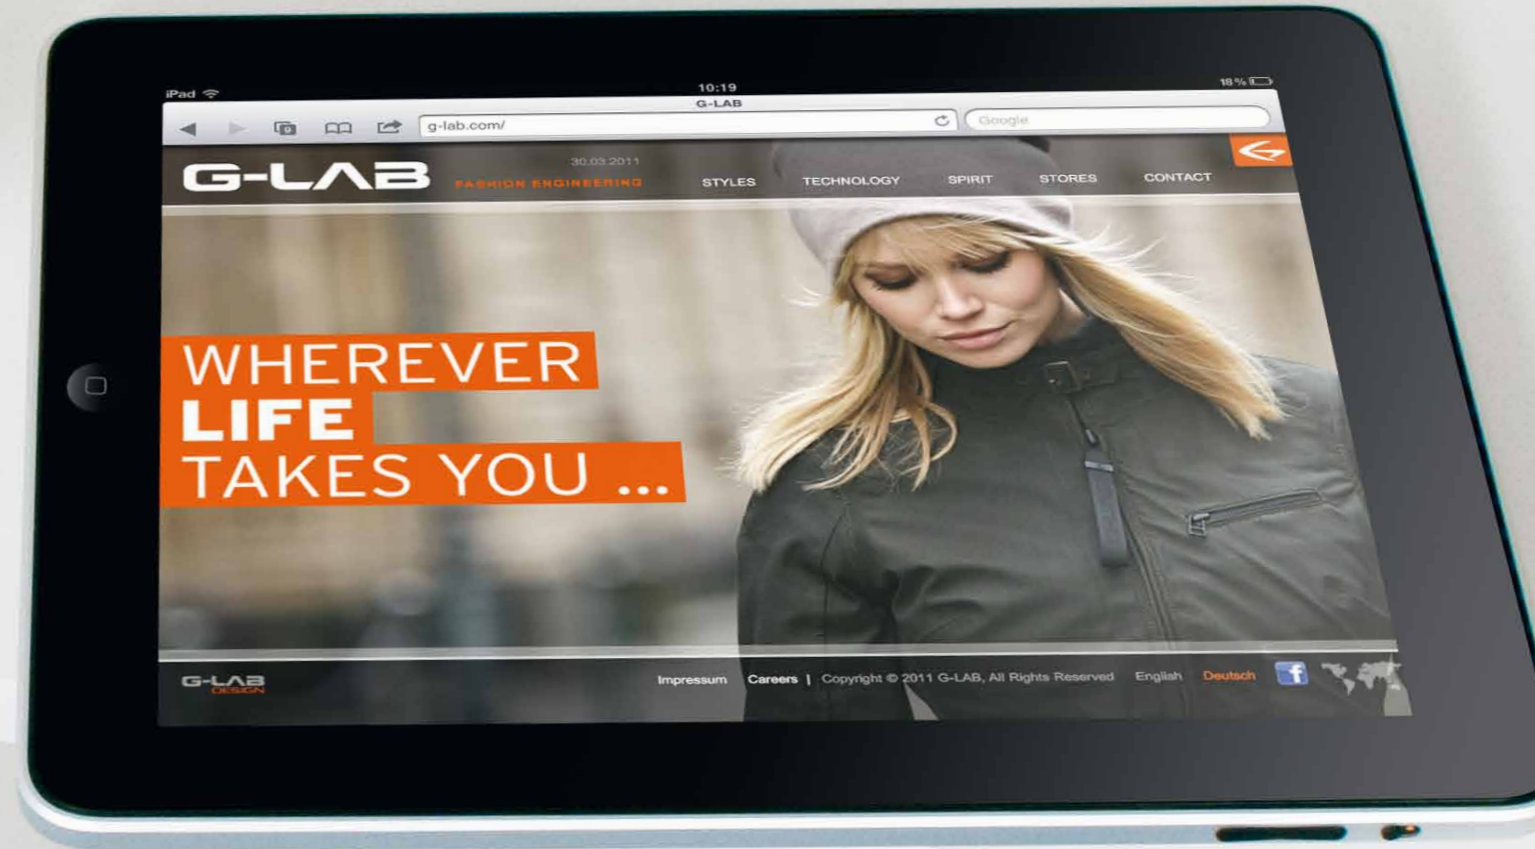 iPad
10:19
18 %
G-LAB
9
g-lab.com/
Google
G-LAB
30.03.2011
FASHION ENGINEERING
STYLES TECHNOLOGY SPIRIT STORES CONTACT
WHEREVER
LIFE
TAKES YOU ...
G-LAB
DESIGN
Impressum Careers | Copyright © 2011 G-LAB, All Rights Reserved English Deutsch
f